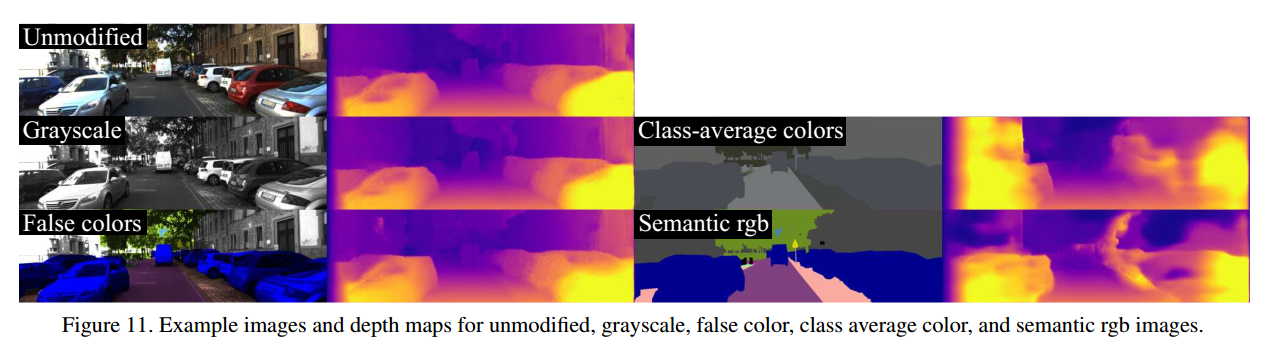 Unmodified
Grayscale
Class-average colors
False colors
Semantic rgb
Figure 11. Example images and depth maps for unmodified, grayscale, false color, class average color, and semantic rgb images.